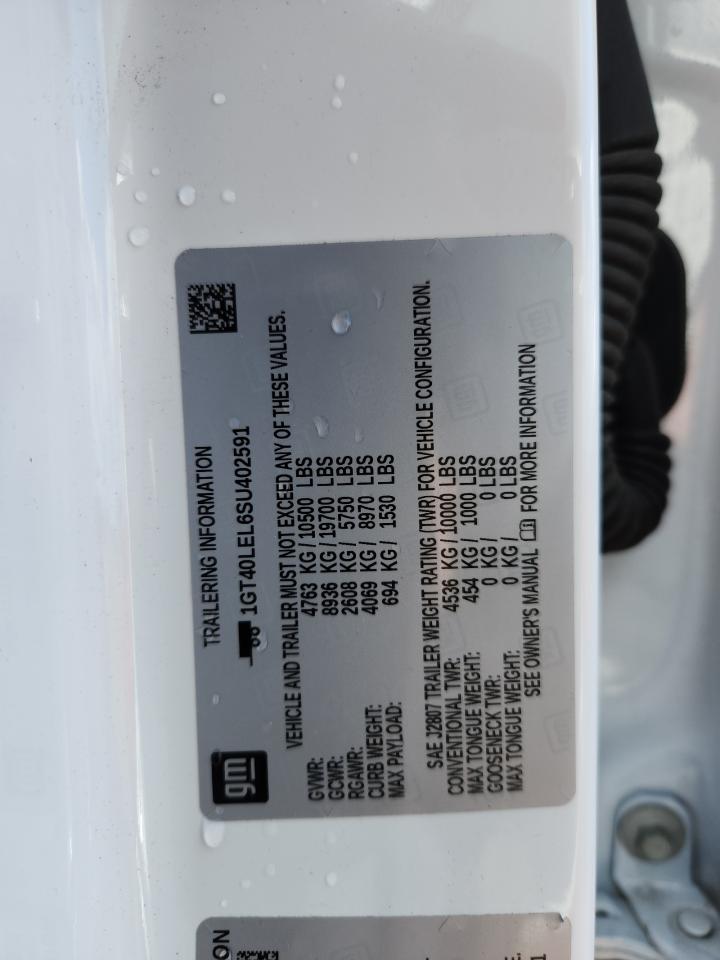 gm
TRAILERING INFORMATION
1GT40LEL6SU402591
VEHICLE AND TRAILER MUST NOT EXCEED ANY OF THESE VALUES.
GVWR: 4763 KG / 10500 LBS
GCWR: 8936 KG / 19700 LBS
RGAWR: 2608 KG / 5750 LBS
CURB WEIGHT: 4069 KG / 8970 LBS
MAX PAYLOAD: 694 KG / 1530 LBS
SAE J2807 TRAILER WEIGHT RATING (TWR) FOR VEHICLE CONFIGURATION.
CONVENTIONAL TWR: 4536 KG / 10000 LBS
MAX TONGUE WEIGHT: 454 KG / 1000 LBS
GOOSENECK TWR: 0 KG / 0 LBS
MAX TONGUE WEIGHT: 0 KG / 0 LBS
SEE OWNER'S MANUAL FOR MORE INFORMATION